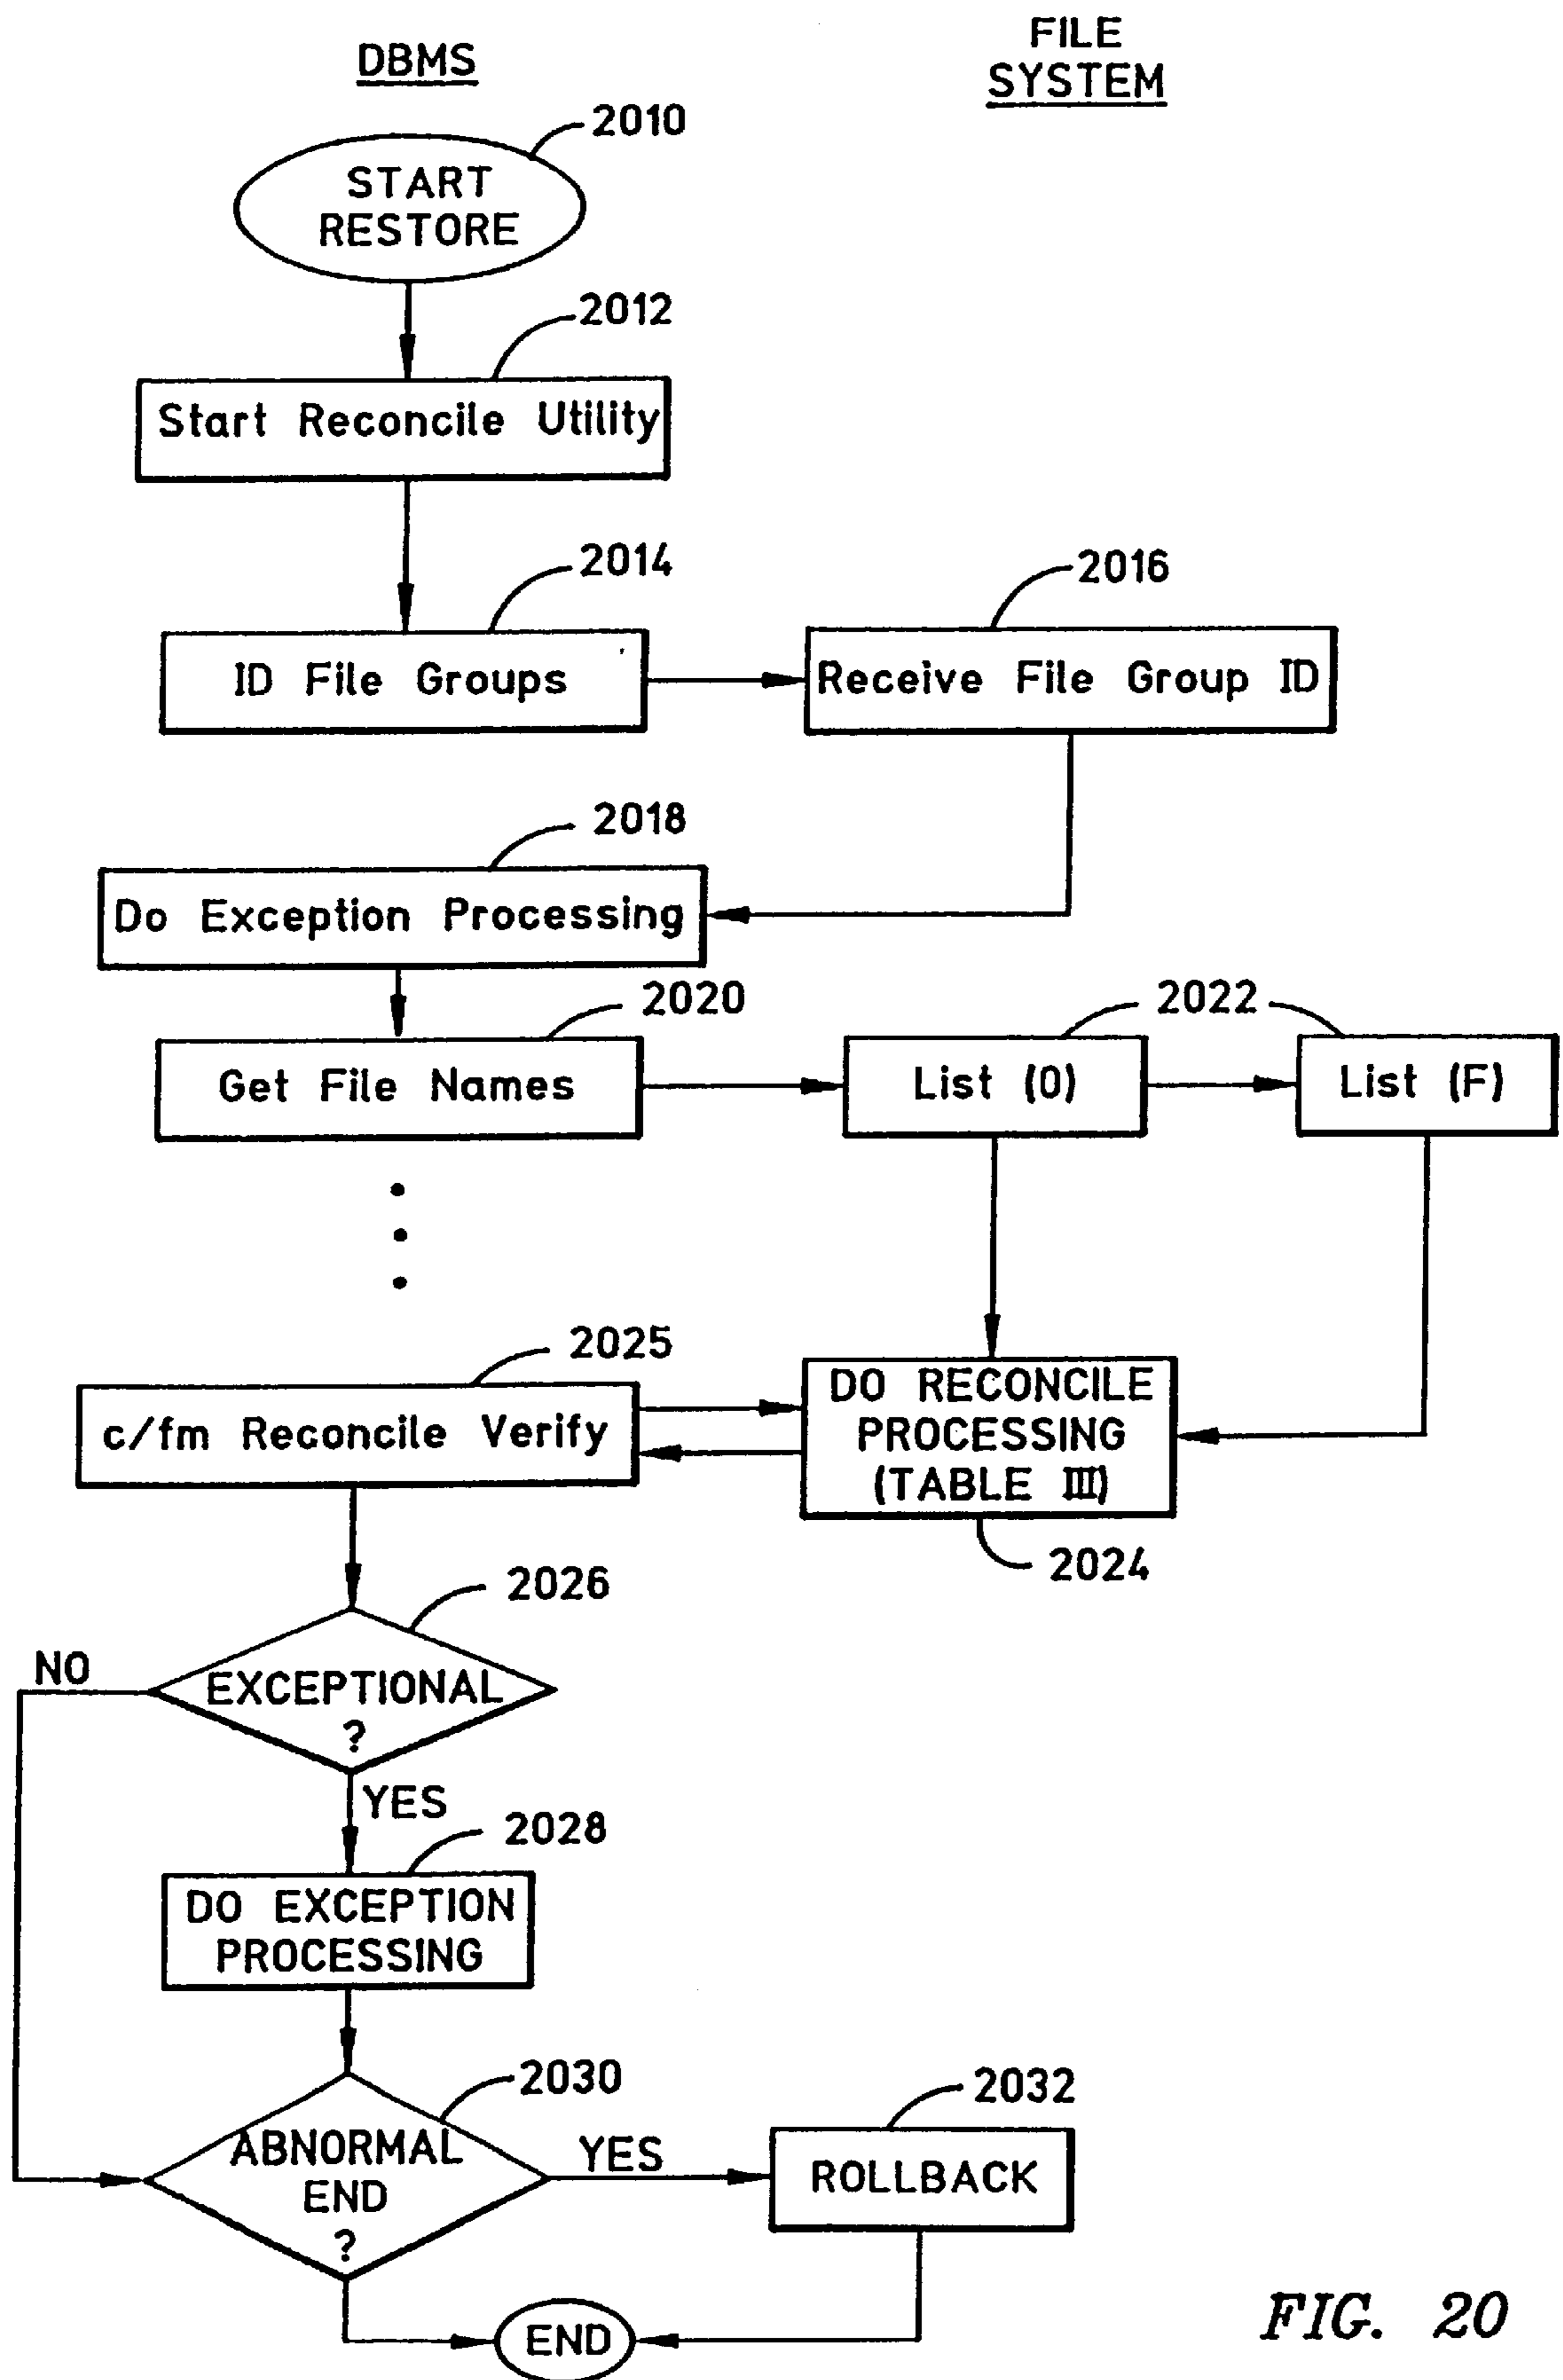 DBMS
FILE
SYSTEM
2010
START
RESTORE
2012
Start Reconcile Utility
2014
2016
ID File Groups
Receive File Group ID
2018
Do Exception Processing
2020
2022
Get File Names
List (0)
List (F)
2025
c/fm Reconcile Verify
DO RECONCILE
PROCESSING
(TABLE III)
2024
2026
NO
EXCEPTIONAL
?
YES
2028
DO EXCEPTION
PROCESSING
2030
2032
ABNORMAL
END
?
YES
ROLLBACK
END
FIG. 20